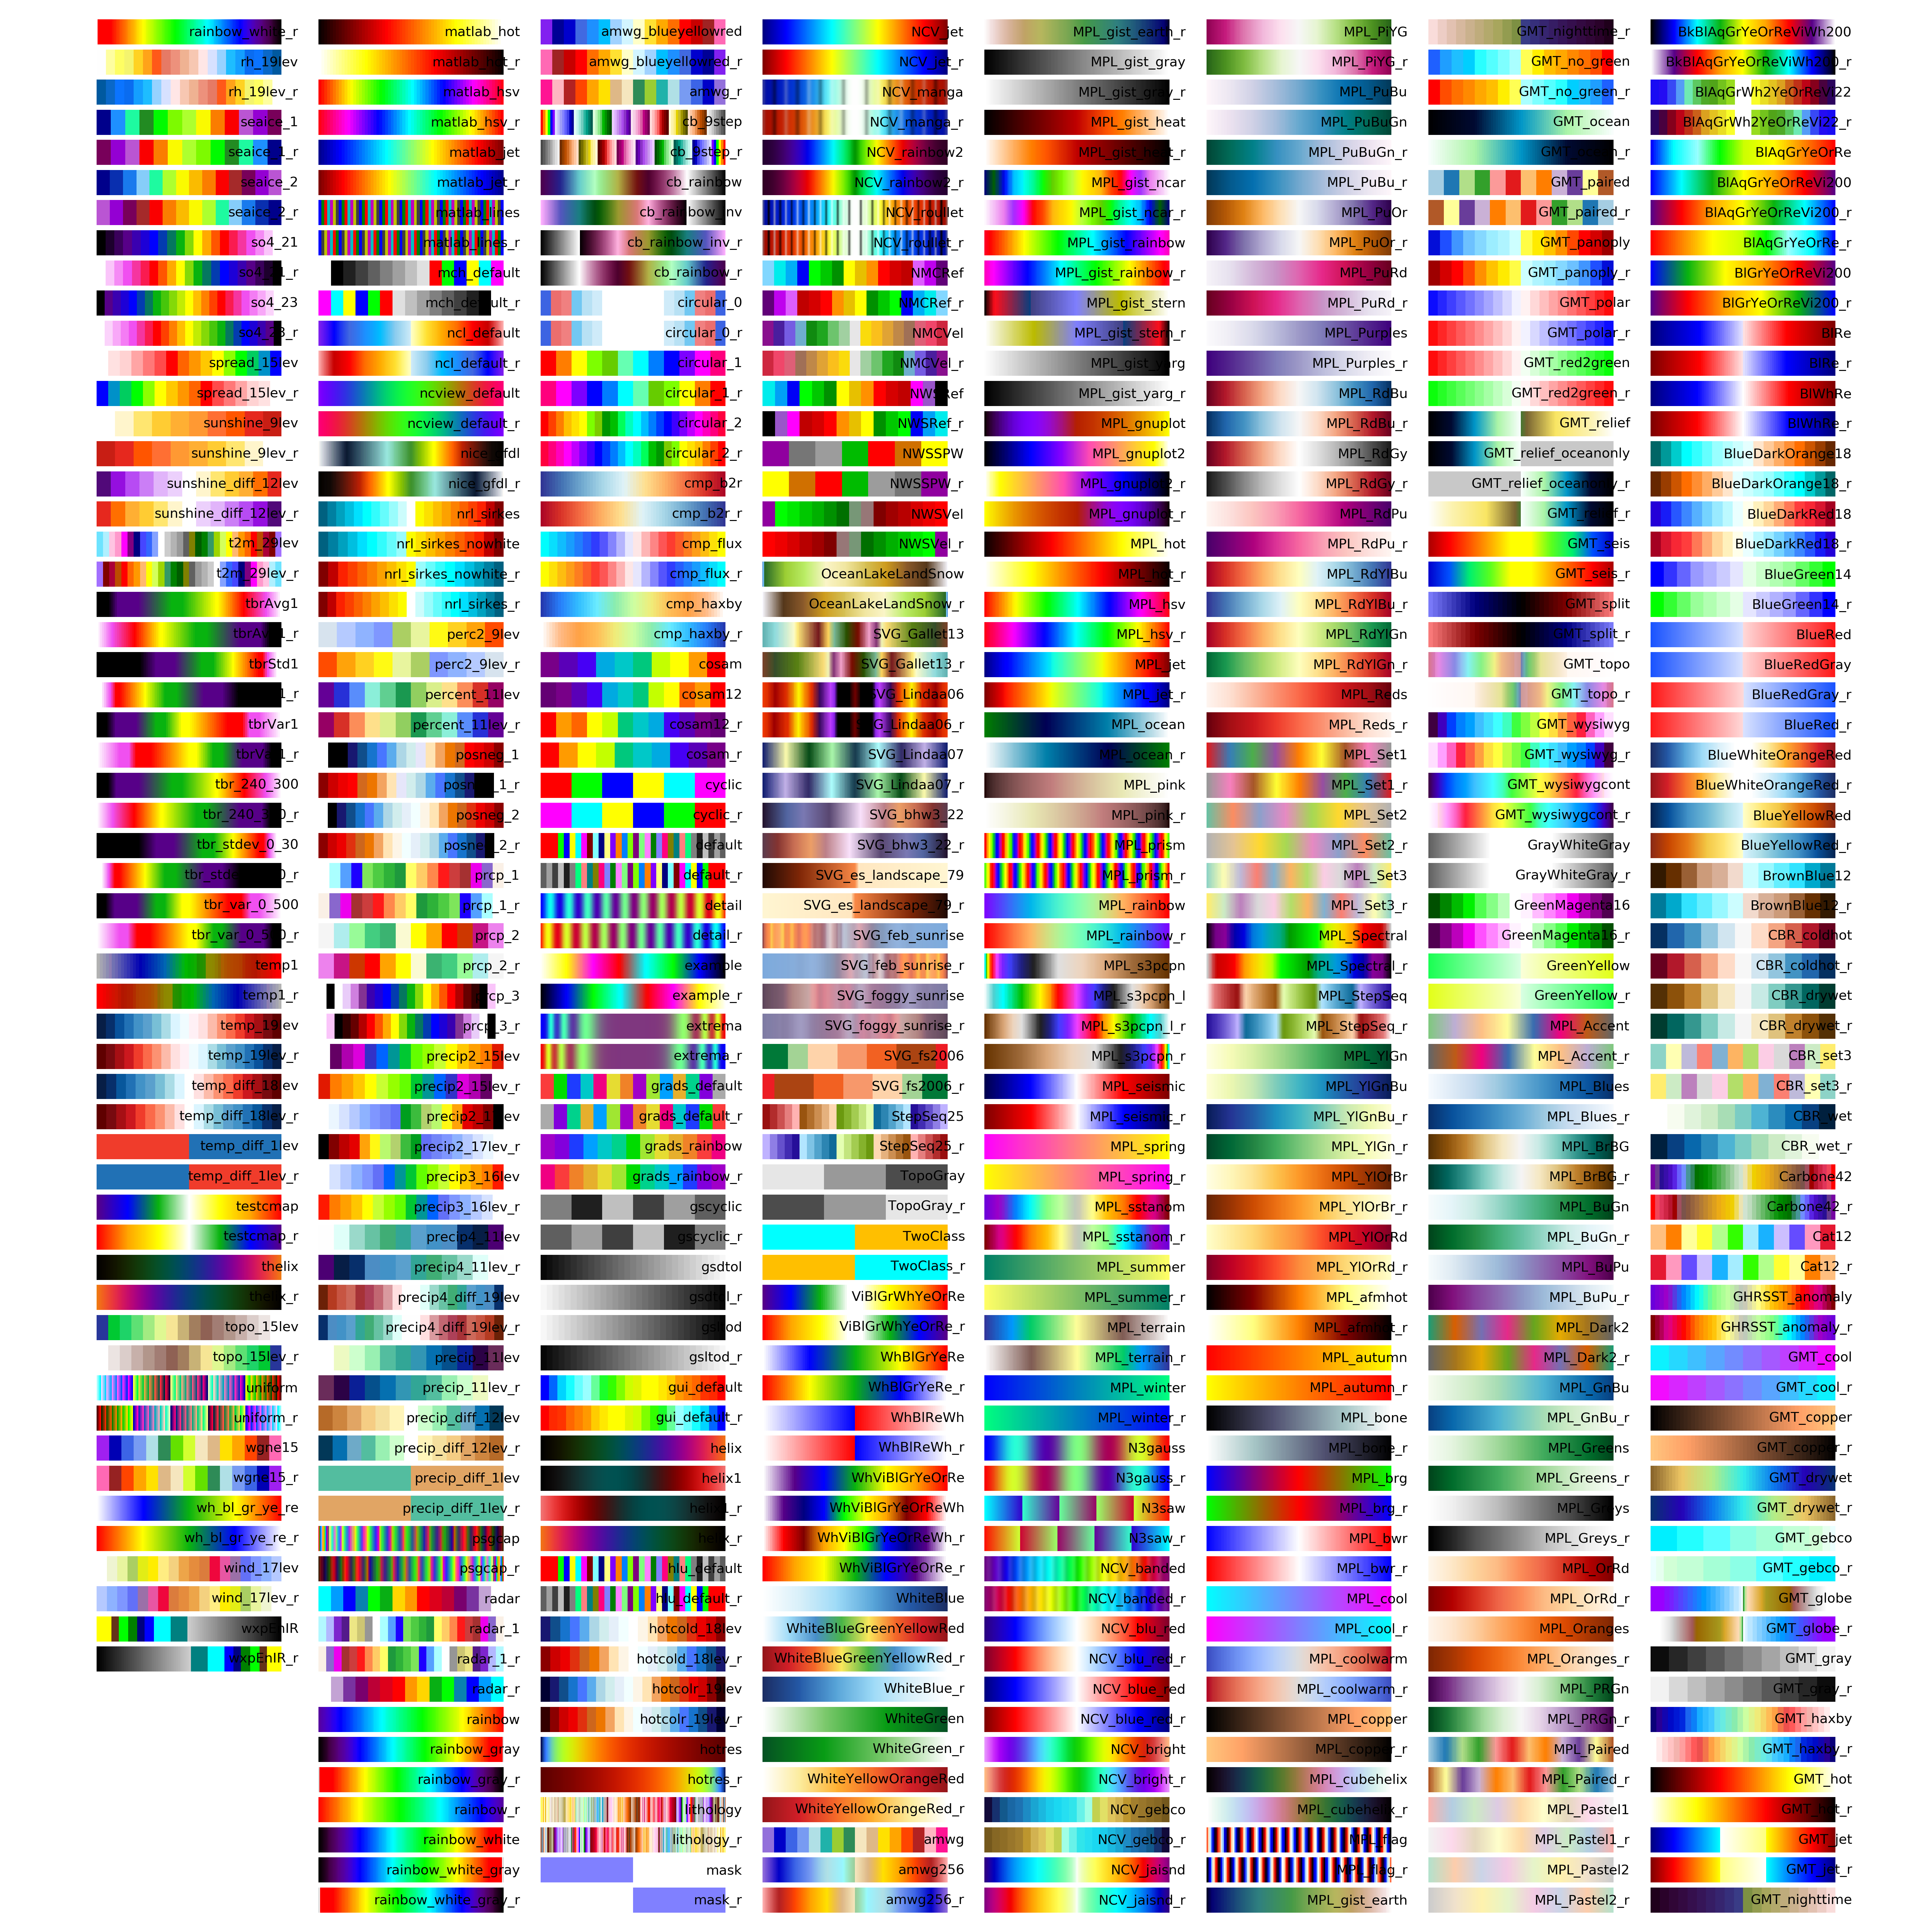 rainbow_white_r
rh_19lev
rh_19lev_r
seaice_1
seaice_1_r
seaice_2
seaice_2_r
so4_21
so4_21_r
so4_23
so4_23_r
spread_15lev
spread_15lev_r
sunshine_9lev
sunshine_9lev_r
sunshine_diff_12lev
sunshine_diff_12lev_r
t2m_29lev
t2m_29lev_r
tbrAvg1
tbrAvg1_r
tbrStd1
tbrVar1
tbrVar1_r
tbr_240_300
tbr_240_300_r
tbr_stdev_0_30
tbr_var_0_500
tbr_var_0_500_r
temp1
temp1_r
temp_19lev
temp_19lev_r
temp_diff_18lev
temp_diff_18lev_r
temp_diff_1lev
temp_diff_1lev_r
testcmap
testcmap_r
thelix
thelix_r
topo_15lev
topo_15lev_r
uniform
uniform_r
wgne15
wgne15_r
wh_bl_gr_ye_re
wh_bl_gr_ye_re_r
wind_17lev
wind_17lev_r
wxpEnIR
wxpEnIR_r
matlab_hot
matlab_hot_r
matlab_hsv
matlab_hsv_r
matlab_jet
matlab_jet_r
matlab_lines
matlab_lines_r
mch_default
mch_default_r
ncl_default
ncl_default_r
ncview_default
ncview_default_r
nice_gfdl
nice_gfdl_r
nrl_sirkes
nrl_sirkes_nowhite
nrl_sirkes_nowhite_r
nrl_sirkes_r
perc2_9lev
perc2_9lev_r
percent_11lev
percent_11lev_r
posneg_1
posneg_1_r
posneg_2
posneg_2_r
prcp_1
prcp_1_r
prcp_2
prcp_2_r
prcp_3
prcp_3_r
precip2_15lev
precip2_15lev_r
precip2_17lev
precip2_17lev_r
precip3_16lev
precip3_16lev_r
precip4_11lev
precip4_11lev_r
precip4_diff_19lev
precip4_diff_19lev_r
precip_11lev
precip_11lev_r
precip_diff_12lev
precip_diff_12lev_r
precip_diff_1lev
precip_diff_1lev_r
psgcap
psgcap_r
radar
radar_1
radar_1_r
radar_r
rainbow
rainbow_gray
rainbow_gray_r
rainbow_r
rainbow_white
rainbow_white_gray
rainbow_white_gray_r
amwg_blueyellowred
amwg_blueyellowred_r
amwg_r
cb_9step
cb_9step_r
cb_rainbow
cb_rainbow_inv
cb_rainbow_inv_r
cb_rainbow_r
circular_0
circular_0_r
circular_1
circular_1_r
circular_2
circular_2_r
cmp_b2r
cmp_b2r_r
cmp_flux
cmp_flux_r
cmp_haxby
cmp_haxby_r
cosam
cosam12
cosam12_r
cosam_r
cyclic
cyclic_r
default
default_r
detail
detail_r
example
example_r
extrema
extrema_r
grads_default
grads_default_r
grads_rainbow
grads_rainbow_r
gscyclic
gscyclic_r
gsdtol
gsdtol_r
gsltod
gsltod_r
gui_default
gui_default_r
helix
helix1
helix1_r
helix_r
hlu_default
hlu_default_r
hotcold_18lev
hotcold_18lev_r
hotcolr_19lev
hotcolr_19lev_r
hotres
hotres_r
lithology
lithology_r
mask
mask_r
NCV_jet
NCV_jet_r
NCV_manga
NCV_manga_r
NCV_rainbow2
NCV_rainbow2_r
NCV_roullet
NCV_roullet_r
NMCRef
NMCRef_r
NMCVel
NMCVel_r
NWSRef
NWSRef_r
NWSSPW
NWSSPW_r
NWSVel
NWSVel_r
OceanLakeLandSnow
OceanLakeLandSnow_r
SVG_Gallet13
SVG_Gallet13_r
SVG_Lindaa06
SVG_Lindaa06_r
SVG_Lindaa07
SVG_Lindaa07_r
SVG_bhw3_22
SVG_bhw3_22_r
SVG_es_landscape_79
SVG_es_landscape_79_r
SVG_feb_sunrise
SVG_feb_sunrise_r
SVG_foggy_sunrise
SVG_foggy_sunrise_r
SVG_fs2006
SVG_fs2006_r
StepSeq25
StepSeq25_r
TopoGray
TopoGray_r
TwoClass
TwoClass_r
ViBlGrWhYeOrRe
ViBlGrWhYeOrRe_r
WhBlGrYeRe
WhBlGrYeRe_r
WhBlReWh
WhBlReWh_r
WhViBlGrYeOrRe
WhViBlGrYeOrReWh
WhViBlGrYeOrReWh_r
WhViBlGrYeOrRe_r
WhiteBlue
WhiteBlueGreenYellowRed
WhiteBlueGreenYellowRed_r
WhiteBlue_r
WhiteGreen
WhiteGreen_r
WhiteYellowOrangeRed
WhiteYellowOrangeRed_r
amwg
amwg256
amwg256_r
MPL_gist_earth_r
MPL_gist_gray
MPL_gist_gray_r
MPL_gist_heat
MPL_gist_heat_r
MPL_gist_ncar
MPL_gist_ncar_r
MPL_gist_rainbow
MPL_gist_rainbow_r
MPL_gist_stern
MPL_gist_stern_r
MPL_gist_yarg
MPL_gist_yarg_r
MPL_gnuplot
MPL_gnuplot2
MPL_gnuplot2_r
MPL_gnuplot_r
MPL_hot
MPL_hot_r
MPL_hsv
MPL_hsv_r
MPL_jet
MPL_jet_r
MPL_ocean
MPL_ocean_r
MPL_pink
MPL_pink_r
MPL_prism
MPL_prism_r
MPL_rainbow
MPL_rainbow_r
MPL_s3pcpn
MPL_s3pcpn_l
MPL_s3pcpn_l_r
MPL_s3pcpn_r
MPL_seismic
MPL_seismic_r
MPL_spring
MPL_spring_r
MPL_sstanom
MPL_sstanom_r
MPL_summer
MPL_summer_r
MPL_terrain
MPL_terrain_r
MPL_winter
MPL_winter_r
N3gauss
N3gauss_r
N3saw
N3saw_r
NCV_banded
NCV_banded_r
NCV_blu_red
NCV_blu_red_r
NCV_blue_red
NCV_blue_red_r
NCV_bright
NCV_bright_r
NCV_gebco
NCV_gebco_r
NCV_jaisnd
NCV_jaisnd_r
MPL_PiYG
MPL_PiYG_r
MPL_PuBu
MPL_PuBuGn
MPL_PuBuGn_r
MPL_PuBu_r
MPL_PuOr
MPL_PuOr_r
MPL_PuRd
MPL_PuRd_r
MPL_Purples
MPL_Purples_r
MPL_RdBu
MPL_RdBu_r
MPL_RdGy
MPL_RdGy_r
MPL_RdPu
MPL_RdPu_r
MPL_RdYlBu
MPL_RdYlBu_r
MPL_RdYlGn
MPL_RdYlGn_r
MPL_Reds
MPL_Reds_r
MPL_Set1
MPL_Set1_r
MPL_Set2
MPL_Set2_r
MPL_Set3
MPL_Set3_r
MPL_Spectral
MPL_Spectral_r
MPL_StepSeq
MPL_StepSeq_r
MPL_YlGn
MPL_YlGnBu
MPL_YlGnBu_r
MPL_YlGn_r
MPL_YlOrBr
MPL_YlOrBr_r
MPL_YlOrRd
MPL_YlOrRd_r
MPL_afmhot
MPL_afmhot_r
MPL_autumn
MPL_autumn_r
MPL_bone
MPL_bone_r
MPL_brg
MPL_brg_r
MPL_bwr
MPL_bwr_r
MPL_cool
MPL_cool_r
MPL_coolwarm
MPL_coolwarm_r
MPL_copper
MPL_copper_r
MPL_cubehelix
MPL_cubehelix_r
MPL_flag
MPL_flag_r
MPL_gist_earth
GMT_nighttime_r
GMT_no_green
GMT_no_green_r
GMT_ocean
GMT_ocean_r
GMT_paired
GMT_paired_r
GMT_panoply
GMT_panoply_r
GMT_polar
GMT_polar_r
GMT_red2green
GMT_red2green_r
GMT_relief
GMT_relief_oceanonly
GMT_relief_oceanonly_r
GMT_relief_r
GMT_seis
GMT_seis_r
GMT_split
GMT_split_r
GMT_topo
GMT_topo_r
GMT_wysiwyg
GMT_wysiwyg_r
GMT_wysiwygcont
GMT_wysiwygcont_r
GrayWhiteGray
GrayWhiteGray_r
GreenMagenta16
GreenMagenta16_r
GreenYellow
GreenYellow_r
MPL_Accent
MPL_Accent_r
MPL_Blues
MPL_Blues_r
MPL_BrBG
MPL_BrBG_r
MPL_BuGn
MPL_BuGn_r
MPL_BuPu
MPL_BuPu_r
MPL_Dark2
MPL_Dark2_r
MPL_GnBu
MPL_GnBu_r
MPL_Greens
MPL_Greens_r
MPL_Greys
MPL_Greys_r
MPL_OrRd
MPL_OrRd_r
MPL_Oranges
MPL_Oranges_r
MPL_PRGn
MPL_PRGn_r
MPL_Paired
MPL_Paired_r
MPL_Pastel1
MPL_Pastel1_r
MPL_Pastel2
MPL_Pastel2_r
BkBlAqGrYeOrReViWh200
BkBlAqGrYeOrReViWh200_r
BlAqGrWh2YeOrReVi22
BlAqGrWh2YeOrReVi22_r
BlAqGrYeOrRe
BlAqGrYeOrReVi200
BlAqGrYeOrReVi200_r
BlAqGrYeOrRe_r
BlGrYeOrReVi200
BlGrYeOrReVi200_r
BlRe
BlRe_r
BlWhRe
BlWhRe_r
BlueDarkOrange18
BlueDarkOrange18_r
BlueDarkRed18
BlueDarkRed18_r
BlueGreen14
BlueGreen14_r
BlueRed
BlueRedGray
BlueRedGray_r
BlueRed_r
BlueWhiteOrangeRed
BlueWhiteOrangeRed_r
BlueYellowRed
BlueYellowRed_r
BrownBlue12
BrownBlue12_r
CBR_coldhot
CBR_coldhot_r
CBR_drywet
CBR_drywet_r
CBR_set3
CBR_set3_r
CBR_wet
CBR_wet_r
Carbone42
Carbone42_r
Cat12
Cat12_r
GHRSST_anomaly
GHRSST_anomaly_r
GMT_cool
GMT_cool_r
GMT_copper
GMT_copper_r
GMT_drywet
GMT_drywet_r
GMT_gebco
GMT_gebco_r
GMT_globe
GMT_globe_r
GMT_gray
GMT_gray_r
GMT_haxby
GMT_haxby_r
GMT_hot
GMT_hot_r
GMT_jet
GMT_jet_r
GMT_nighttime